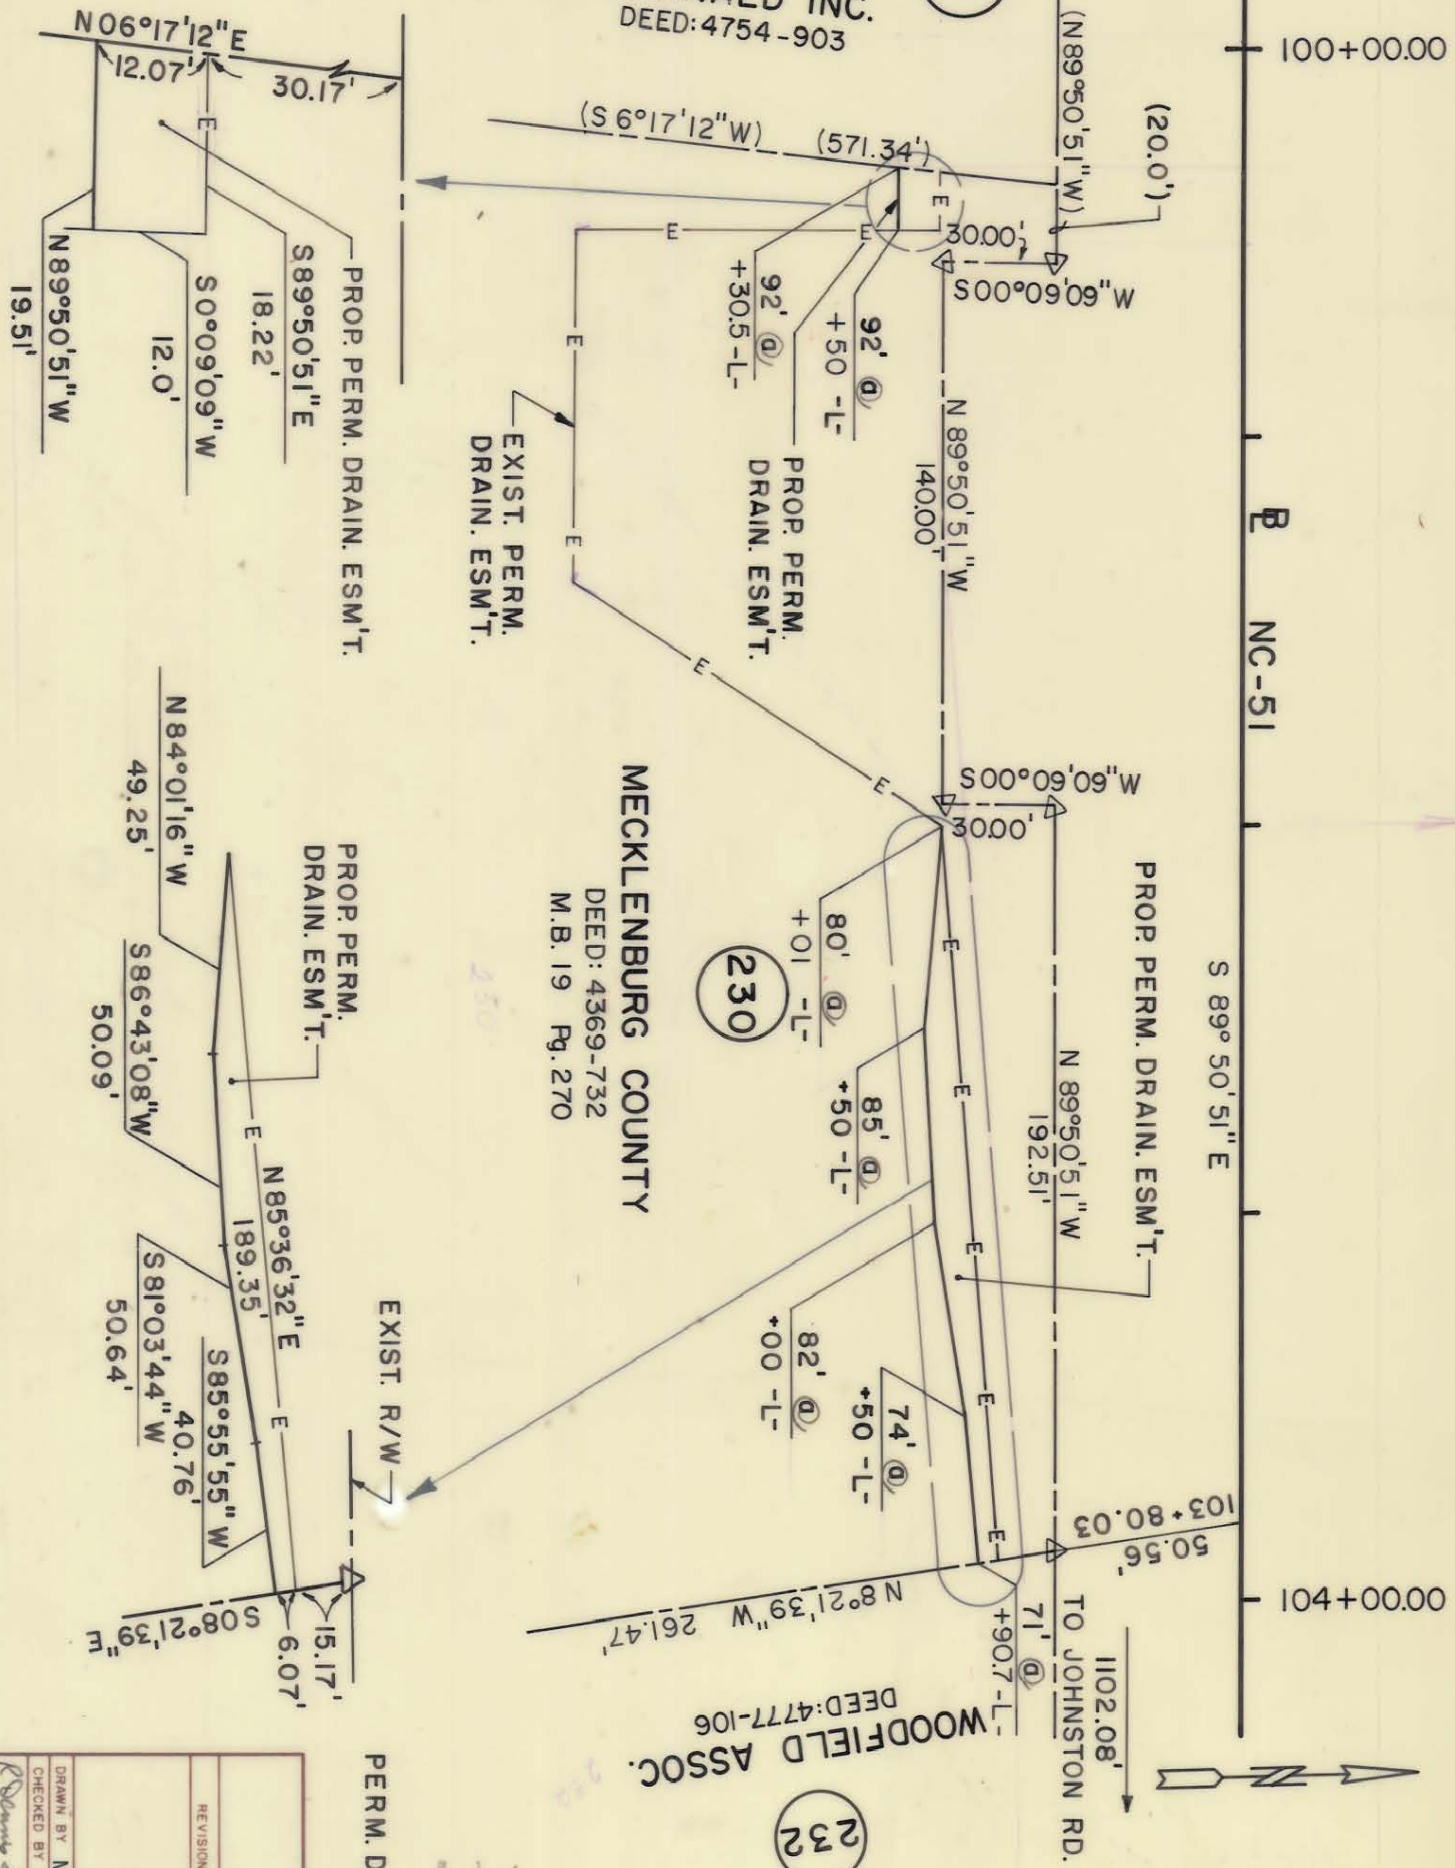 INC.
DEED:4754-903
100+00.00
N06°17'12"E
12.07'
30.17'
E
(S 6°17'12"W)
(571.34')
(N89°50'51"W)
(20.0')
E
30.00'
S00°09'09"W
E
E
92' @
+30.5 -L-
92' @
+50 -L-
N 89°50'51"W
140.00'
PROP. PERM.
DRAIN. ESM'T.
E
E
EXIST. PERM.
DRAIN. ESM'T.
PROP. PERM. DRAIN. ESM'T.
S89°50'51"E
18.22'
S0°09'09"W
12.0'
N89°50'51"W
19.51'
NC-51
E
E
S00°09'09"W
30.00'
80' @
+01 -L-
85' @
+50 -L-
230
MECKLENBURG COUNTY
DEED: 4369-732
M.B. 19 Pg. 270
230
PROP. PERM. DRAIN. ESM'T.
S 89°50'51"E
N 89°50'51"W
192.51'
E
E
E
E
E
82' @
+00 -L-
74' @
+50 -L-
71' @
+90.7 -L-
103+80.03
50.56'
104+00.00
TO JOHNSTON RD.
1102.08'
N8°21'39"W 261.47'
WOODFIELD ASSOC.
DEED:4777-106
232
N84°01'16"W
49.25'
S86°43'08"W
50.09'
PROP. PERM.
DRAIN. ESM'T.
E
N85°36'32"E
189.35'
E
S81°03'44"W
50.64'
S85°55'55"W
40.76'
EXIST. R/W
S08°21'39"E
15.17'
6.07'
PERM. D
REVISION
DRAWN BY
CHECKED BY